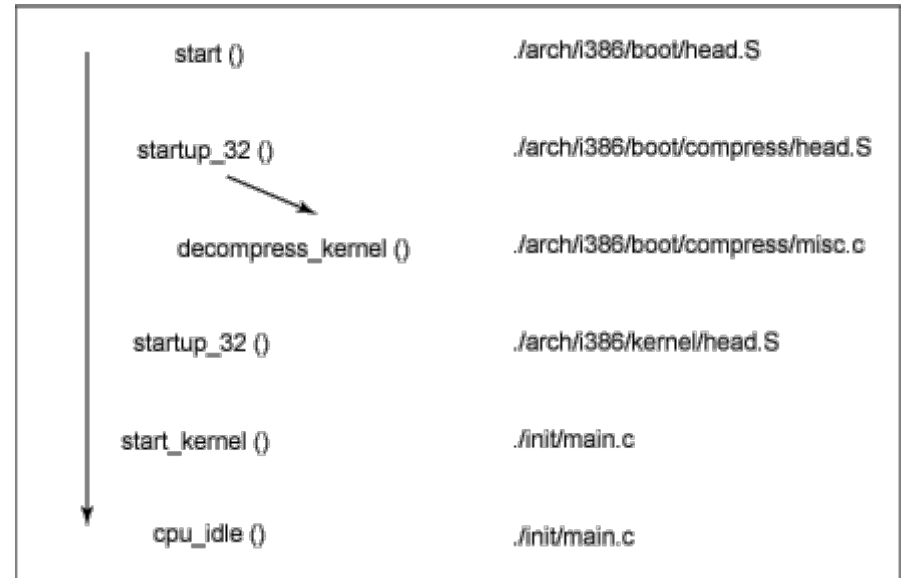 start () ./arch/i386/boot/head.S
startup_32 () ./arch/i386/boot/compress/head.S
decompress_kernel () ./arch/i386/boot/compress/misc.c
startup_32 () ./arch/i386/kernel/head.S
start_kernel () ./init/main.c
cpu_idle () ./init/main.c